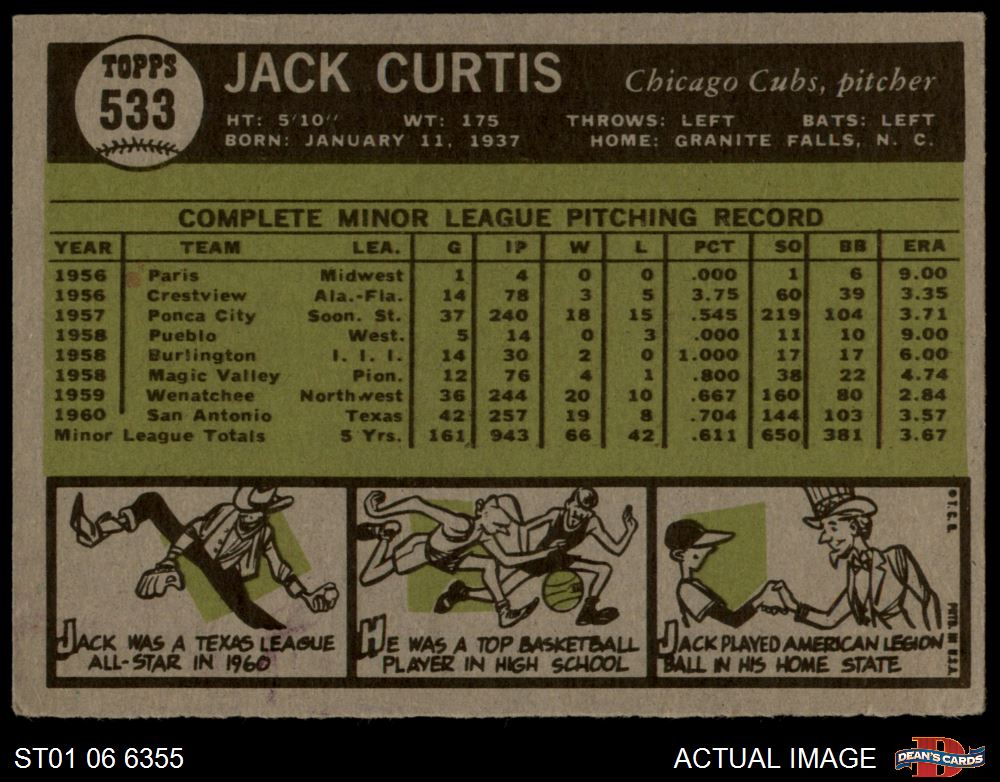 TOPPS
533
JACK CURTIS
Chicago Cubs, pitcher
HT: 5'10" WT: 175 THROWS: LEFT BATS: LEFT
BORN: JANUARY 11, 1937 HOME: GRANITE FALLS, N. C.
COMPLETE MINOR LEAGUE PITCHING RECORD
YEAR TEAM LEA. G IP W L PCT SO BB ERA
1956 Paris Midwest 1 4 0 0 .000 1 6 9.00
1956 Crestview Ala.-Fla. 14 78 3 5 3.75 60 39 3.35
1957 Ponca City Soon. St. 37 240 18 15 .545 219 104 3.71
1958 Pueblo West. 5 14 0 3 .000 11 10 9.00
1958 Burlington I. I. I. 14 30 2 0 1.000 17 17 6.00
1958 Magic Valley Pion. 12 76 4 1 .800 38 22 4.74
1959 Wenatchee Northwest 36 244 20 10 .667 160 80 2.84
1960 San Antonio Texas 42 257 19 8 .704 144 103 3.57
Minor League Totals 5 Yrs. 161 943 66 42 .611 650 381 3.67
JACK WAS A TEXAS LEAGUE
ALL-STAR IN 1960
HE WAS A TOP BASKETBALL
PLAYER IN HIGH SCHOOL
JACK PLAYED AMERICAN LEGION
BALL IN HIS HOME STATE
© T. C. G.
PRTD. IN U.S.A.
ST01 06 6355
ACTUAL IMAGE
D
DEAN'S CARDS